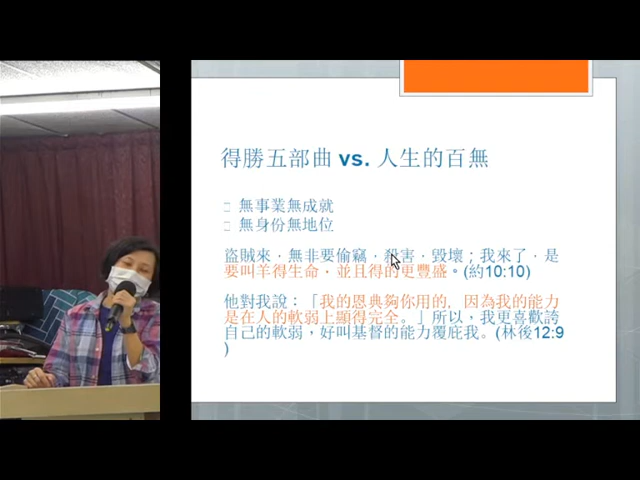 得勝五部曲 vs. 人生的百無
無事業無成就
無身份無地位
盜賊來，無非要偷竊，殺害，毀壞；我來了，是
要叫羊得生命，並且得的更豐盛。(約10:10)
他對我說：「我的恩典夠你用的，因為我的能力
是在人的軟弱上顯得完全。」所以，我更喜歡誇
自己的軟弱，好叫基督的能力覆庇我。(林後12:9
)